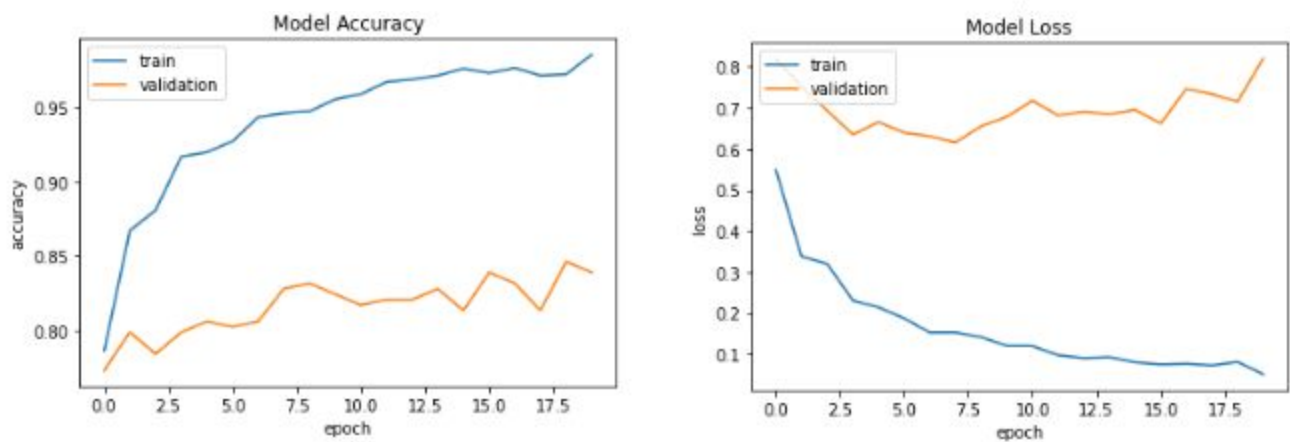 Model Accuracy
train
validation
0.95
0.90
0.85
0.80
accuracy
0.0 2.5 5.0 7.5 10.0 12.5 15.0 17.5
epoch
Model Loss
train
validation
0.8
0.7
0.6
0.5
0.4
0.3
0.2
0.1
loss
0.0 2.5 5.0 7.5 10.0 12.5 15.0 17.5
epoch